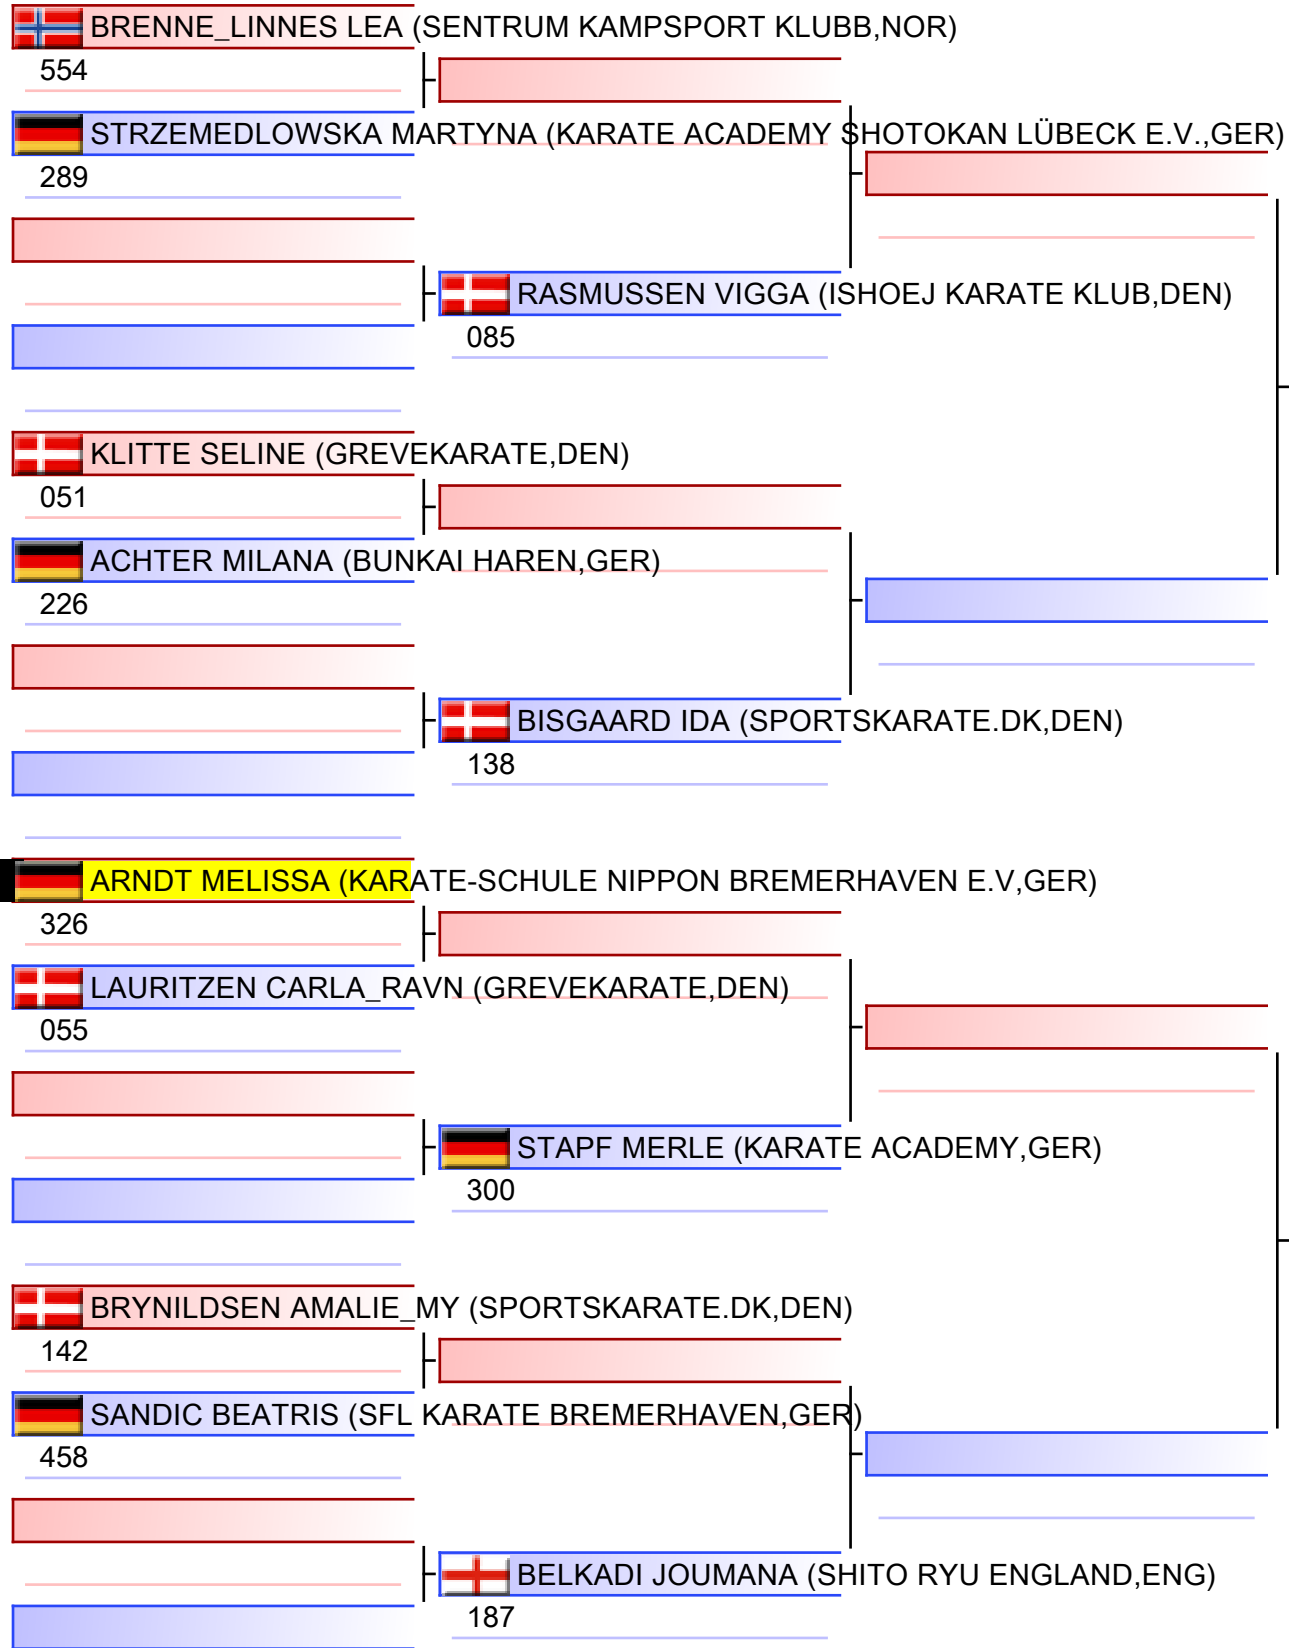 BRENNE_LINNES LEA (SENTRUM KAMPSPORT KLUBB,NOR)
554
STRZEMEDLOWSKA MARTYNA (KARATE ACADEMY SHOTOKAN LÜBECK E.V.,GER)
289
RASMUSSEN VIGGA (ISHOEJ KARATE KLUB,DEN)
085
KLITTE SELINE (GREVEKARATE,DEN)
051
ACHTER MILANA (BUNKAI HAREN,GER)
226
BISGAARD IDA (SPORTSKARATE.DK,DEN)
138
ARNDT MELISSA (KARATE-SCHULE NIPPON BREMERHAVEN E.V,GER)
326
LAURITZEN CARLA_RAVN (GREVEKARATE,DEN)
055
STAPF MERLE (KARATE ACADEMY,GER)
300
BRYNILDSEN AMALIE_MY (SPORTSKARATE.DK,DEN)
142
SANDIC BEATRIS (SFL KARATE BREMERHAVEN,GER)
458
BELKADI JOUMANA (SHITO RYU ENGLAND,ENG)
187